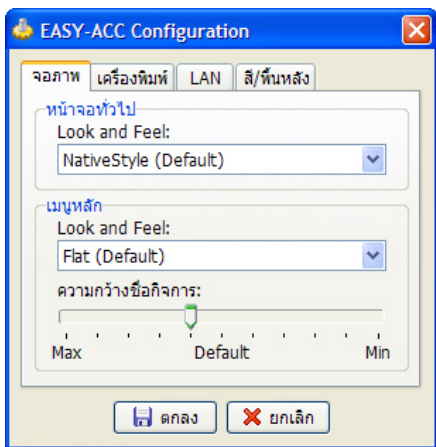 EASY-ACC Configuration
จอภาพ เครื่องพิมพ์ LAN สี/พื้นหลัง
หน้าจอทั่วไป
Look and Feel:
NativeStyle (Default)
เมนูหลัก
Look and Feel:
Flat (Default)
ความกว้างชื่อกิจการ:
Max Default Min
ตกลง ยกเลิก